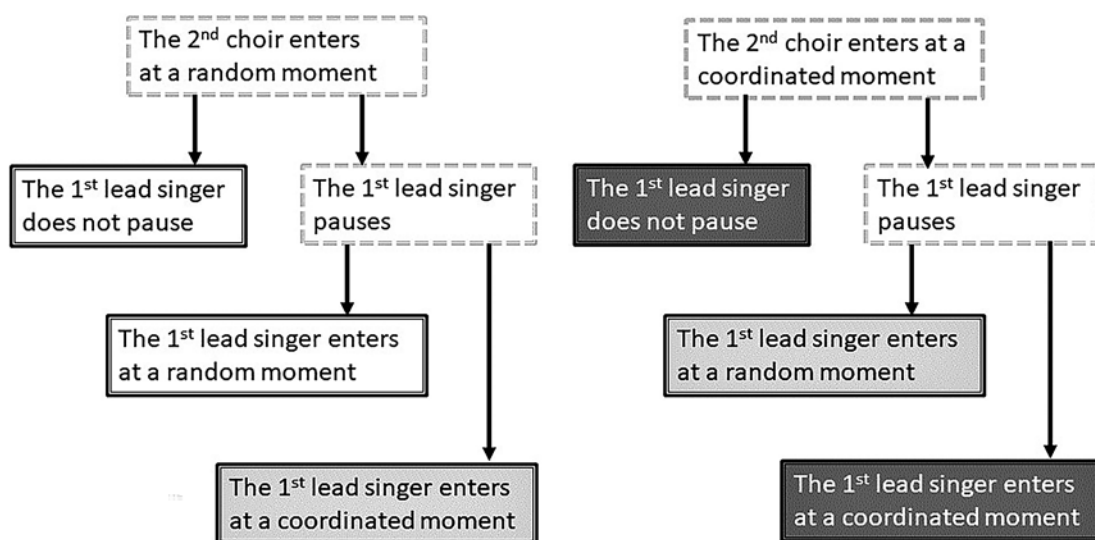 The 2nd choir enters
at a random moment
The 1st lead singer
does not pause
The 1st lead singer
pauses
The 1st lead singer enters
at a random moment
The 1st lead singer enters
at a coordinated moment
The 2nd choir enters at a
coordinated moment
The 1st lead singer
does not pause
The 1st lead singer
pauses
The 1st lead singer enters
at a random moment
The 1st lead singer enters
at a coordinated moment